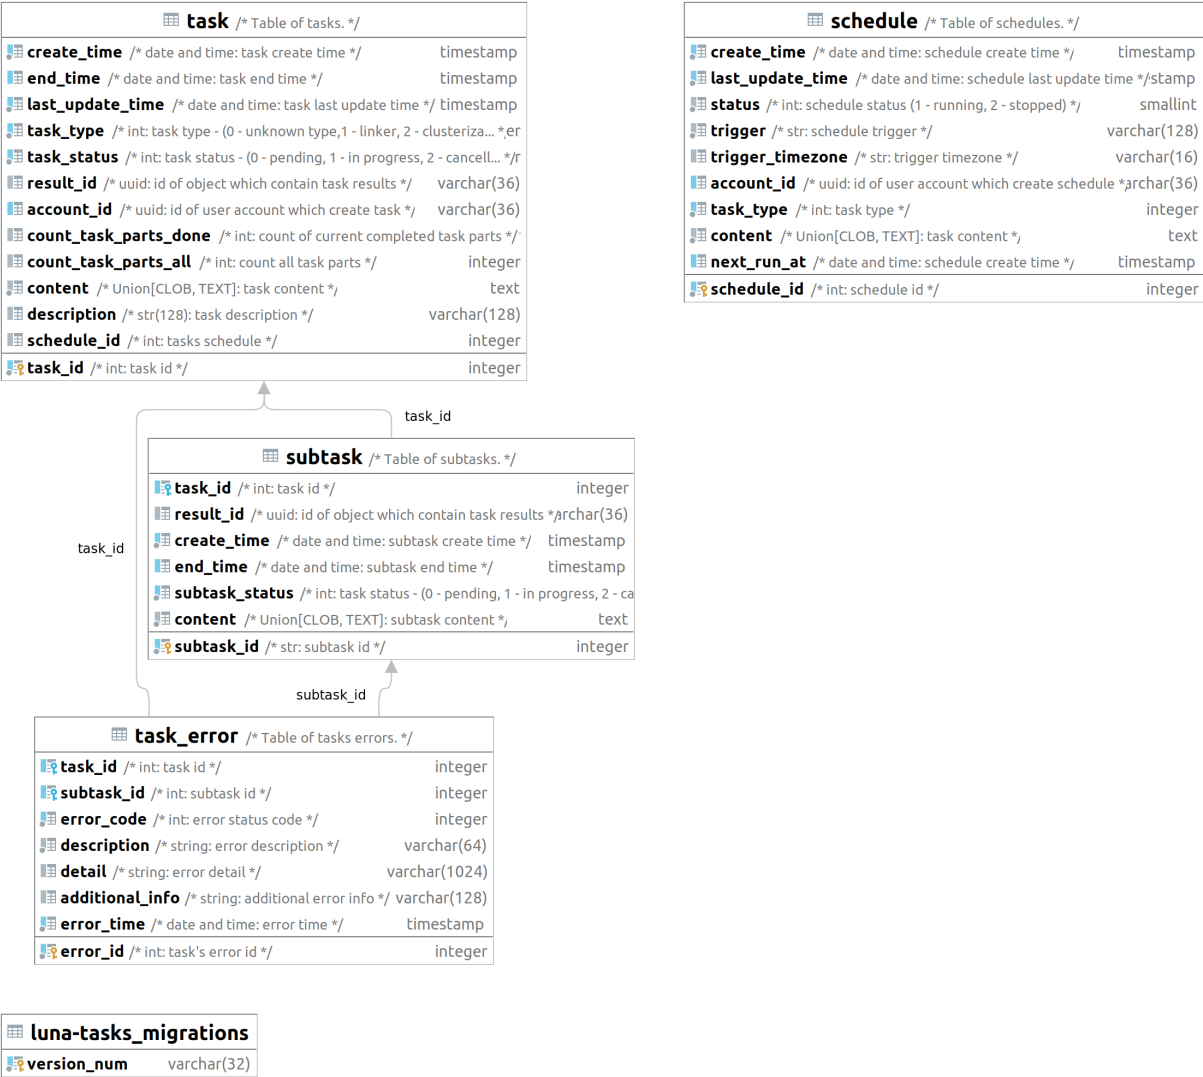 task /* Table of tasks. */
create_time /* date and time: task create time */ timestamp
end_time /* date and time: task end time */ timestamp
last_update_time /* date and time: task last update time */ timestamp
task_type /* int: task type - (0 - unknown type,1 - linker, 2 - clusteriza... */er
task_status /* int: task status - (0 - pending, 1 - in progress, 2 - cancell... */r
result_id /* uuid: id of object which contain task results */ varchar(36)
account_id /* uuid: id of user account which create task */ varchar(36)
count_task_parts_done /* int: count of current completed task parts */
count_task_parts_all /* int: count all task parts */ integer
content /* Union[CLOB, TEXT]: task content */ text
description /* str(128): task description */ varchar(128)
schedule_id /* int: tasks schedule */ integer
task_id /* int: task id */ integer
schedule /* Table of schedules. */
create_time /* date and time: schedule create time */ timestamp
last_update_time /* date and time: schedule last update time */stamp
status /* int: schedule status (1 - running, 2 - stopped) */ smallint
trigger /* str: schedule trigger */ varchar(128)
trigger_timezone /* str: trigger timezone */ varchar(16)
account_id /* uuid: id of user account which create schedule */archar(36)
task_type /* int: task type */ integer
content /* Union[CLOB, TEXT]: task content */ text
next_run_at /* date and time: schedule create time */ timestamp
schedule_id /* int: schedule id */ integer
task_id
subtask /* Table of subtasks. */
task_id /* int: task id */ integer
result_id /* uuid: id of object which contain task results */archar(36)
create_time /* date and time: subtask create time */ timestamp
end_time /* date and time: subtask end time */ timestamp
subtask_status /* int: task status - (0 - pending, 1 - in progress, 2 - ca
content /* Union[CLOB, TEXT]: subtask content */ text
subtask_id /* str: subtask id */ integer
task_id
subtask_id
task_error /* Table of tasks errors. */
task_id /* int: task id */ integer
subtask_id /* int: subtask id */ integer
error_code /* int: error status code */ integer
description /* string: error description */ varchar(64)
detail /* string: error detail */ varchar(1024)
additional_info /* string: additional error info */ varchar(128)
error_time /* date and time: error time */ timestamp
error_id /* int: task's error id */ integer
luna-tasks_migrations
version_num varchar(32)